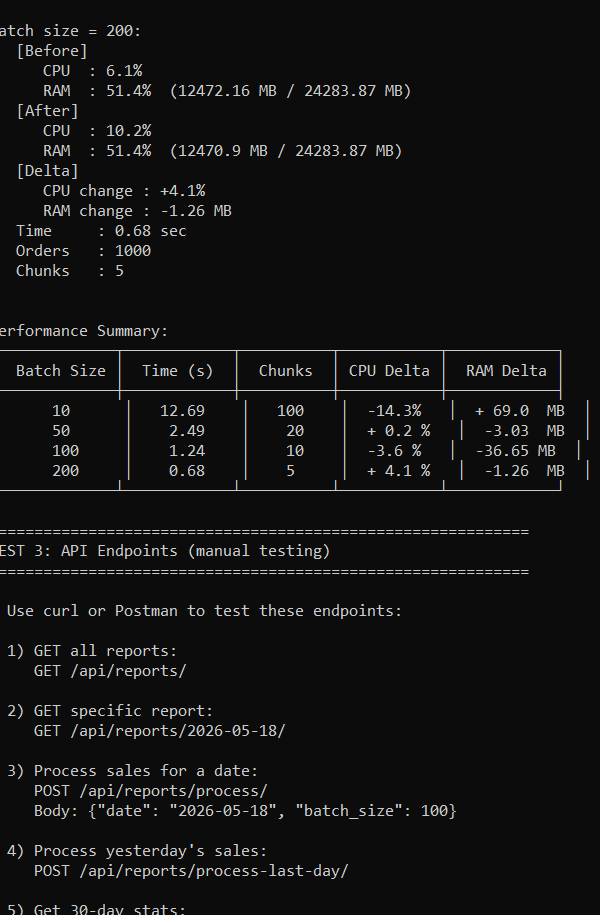 atch size = 200:
[Before]
CPU : 6.1%
RAM : 51.4% (12472.16 MB / 24283.87 MB)
[After]
CPU : 10.2%
RAM : 51.4% (12470.9 MB / 24283.87 MB)
[Delta]
CPU change : +4.1%
RAM change : -1.26 MB
Time : 0.68 sec
Orders : 1000
Chunks : 5
erformance Summary:
Batch Size | Time (s) | Chunks | CPU Delta | RAM Delta
10 | 12.69 | 100 | -14.3% | + 69.0 MB |
50 | 2.49 | 20 | + 0.2 % | -3.03 MB |
100 | 1.24 | 10 | -3.6 % | -36.65 MB |
200 | 0.68 | 5 | + 4.1 % | -1.26 MB |
===========================================================
EST 3: API Endpoints (manual testing)
===========================================================
Use curl or Postman to test these endpoints:
1) GET all reports:
GET /api/reports/
2) GET specific report:
GET /api/reports/2026-05-18/
3) Process sales for a date:
POST /api/reports/process/
Body: {"date": "2026-05-18", "batch_size": 100}
4) Process yesterday's sales:
POST /api/reports/process-last-day/
5) Get 30-day stats: